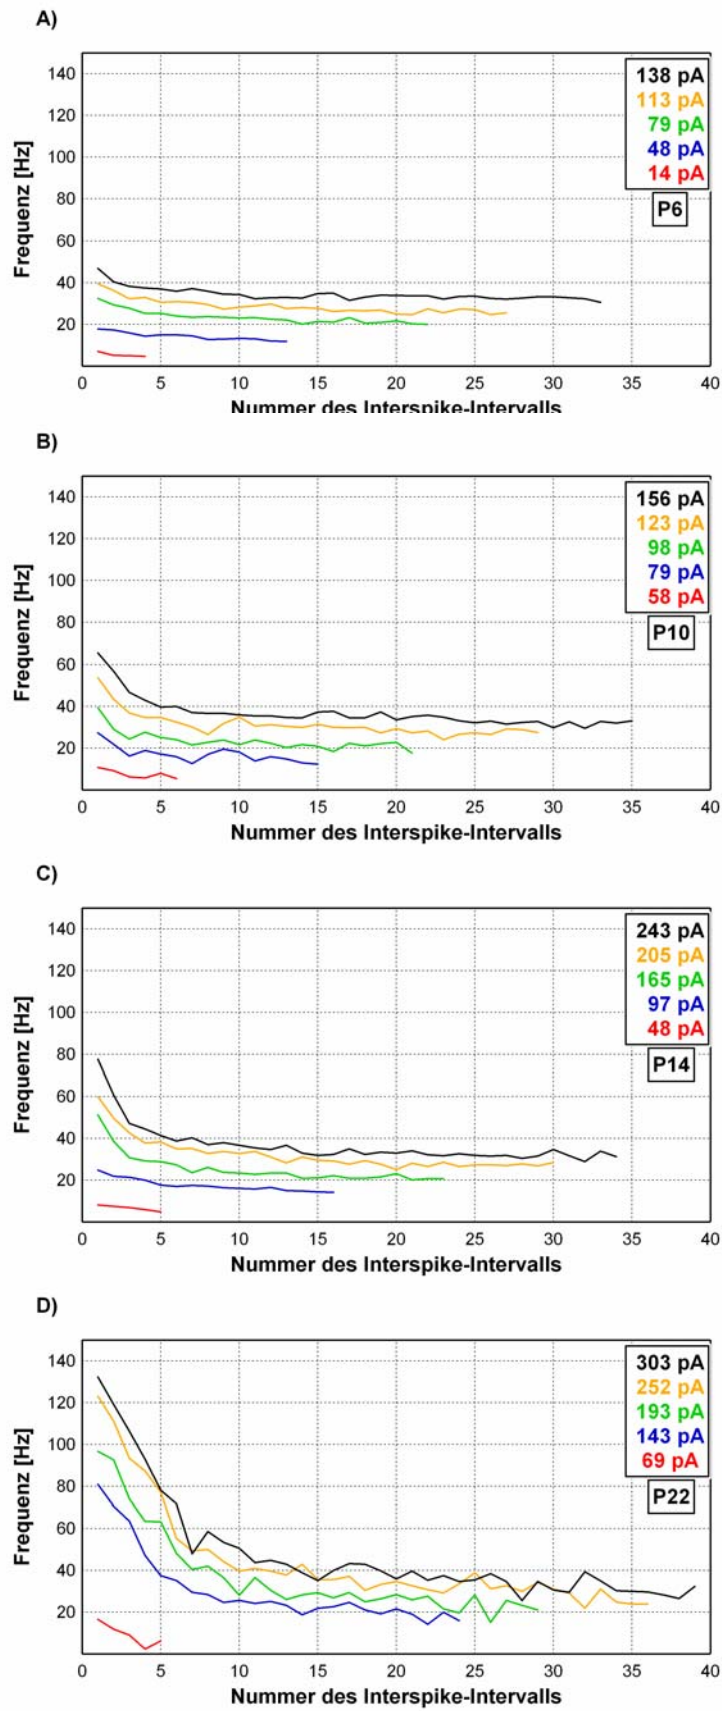 A)
Frequenz [Hz]
140
120
100
80
60
40
20
138 pA
113 pA
79 pA
48 pA
14 pA
P6
0 5 10 15 20 25 30 35 40
Nummer des Interspike-Intervalls
B)
Frequenz [Hz]
140
120
100
80
60
40
20
156 pA
123 pA
98 pA
79 pA
58 pA
P10
0 5 10 15 20 25 30 35 40
Nummer des Interspike-Intervalls
C)
Frequenz [Hz]
140
120
100
80
60
40
20
243 pA
205 pA
165 pA
97 pA
48 pA
P14
0 5 10 15 20 25 30 35 40
Nummer des Interspike-Intervalls
D)
Frequenz [Hz]
140
120
100
80
60
40
20
303 pA
252 pA
193 pA
143 pA
69 pA
P22
0 5 10 15 20 25 30 35 40
Nummer des Interspike-Intervalls